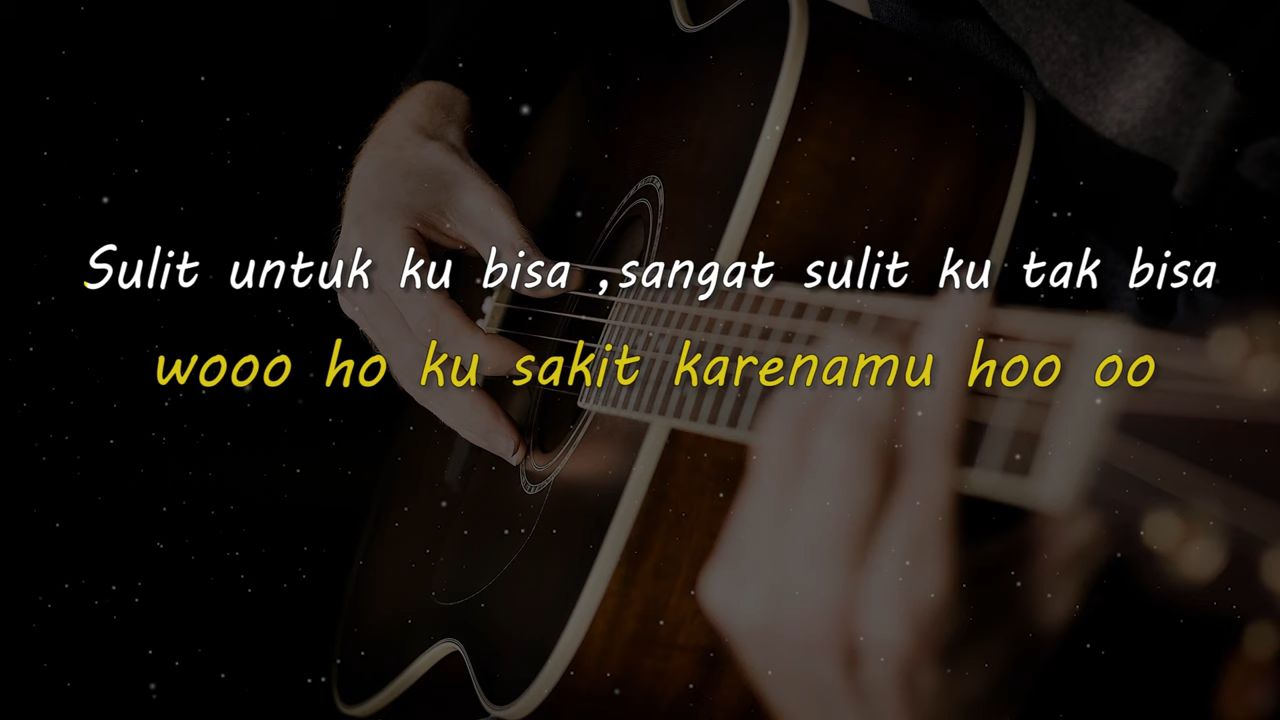 Sulit untuk ku bisa ,sangat sulit ku tak bisa
wooo ho ku sakit karenamu hoo oo